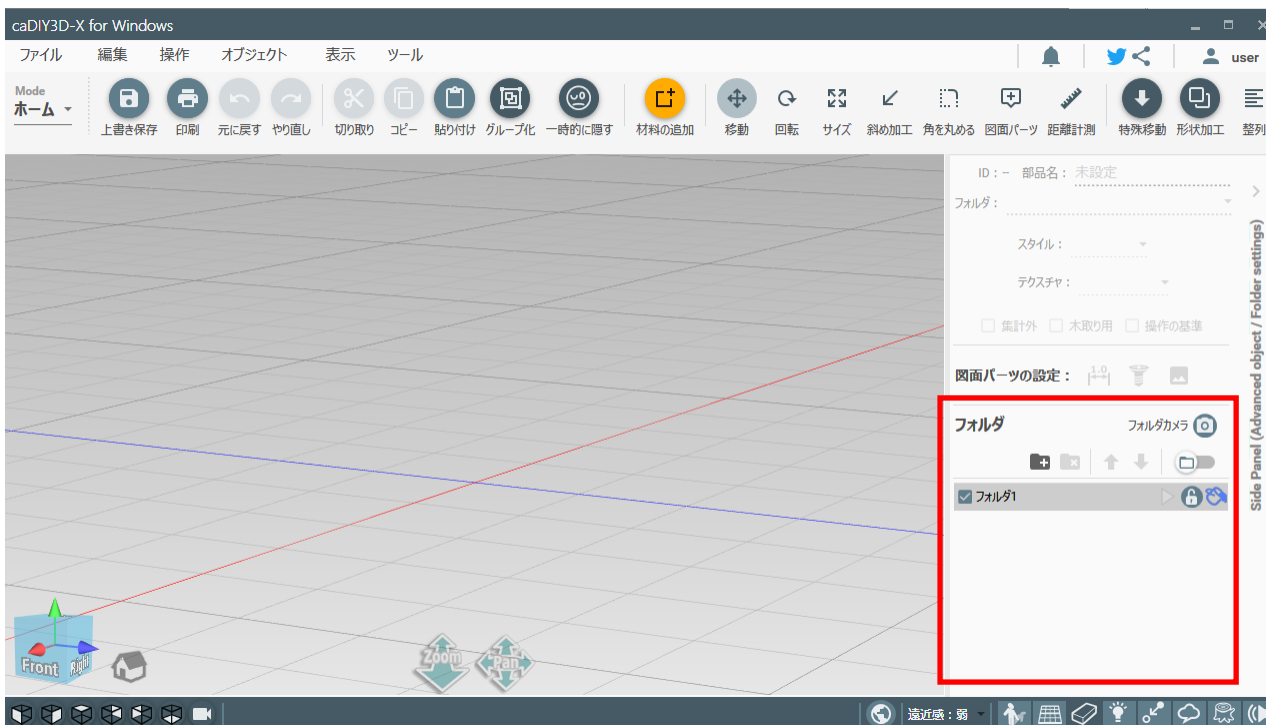 caDIY3D-X for Windows
ファイル 編集 操作 オブジェクト 表示 ツール user
Mode
ホーム
上書き保存 印刷 元に戻す やり直し 切り取り コピー 貼り付け グループ化 一時的に隠す 材料の追加 移動 回転 サイズ 斜め加工 角を丸める 図面パーツ 距離計測 特殊移動 形状加工 整列
ID : − 部品名 : 未設定
フォルダ :
スタイル :
テクスチャ :
集計外 木取り用 操作の基準
図面パーツの設定 : 1.0
フォルダ フォルダカメラ
フォルダ1
Side Panel (Advanced object / Folder settings)
Front Right
Zoom Pan
遠近感 : 弱